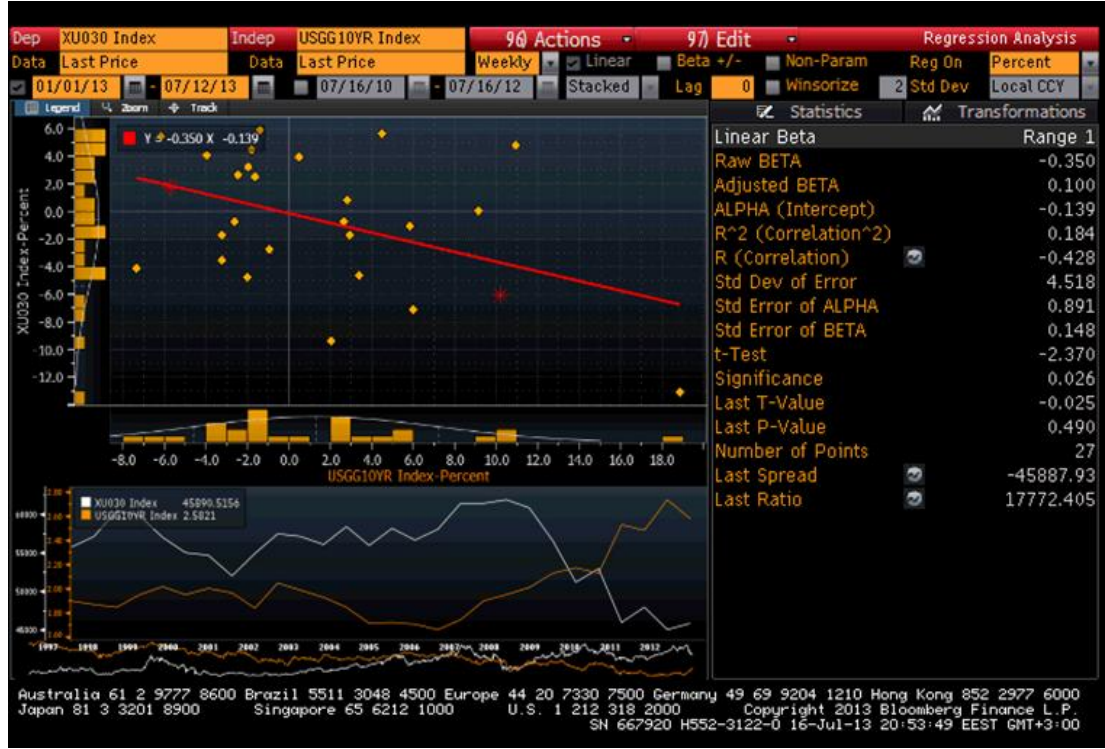 Dep XU030 Index Indep USGG10YR Index 96) Actions 97) Edit Regression Analysis
Data Last Price Data Last Price Weekly Linear Beta +/- Non-Param Reg On Percent
01/01/13 - 07/12/13 07/16/10 - 07/16/12 Stacked Lag 0 Winsorize 2 Std Dev Local CCY
Legend Zoom Track Statistics Transformations
Y = -0.350 X -0.139
6.0
4.0
2.0
0.0
-2.0
-4.0
-6.0
-8.0
-10.0
-12.0
XU030 Index-Percent
-8.0 -6.0 -4.0 -2.0 0.0 2.0 4.0 6.0 8.0 10.0 12.0 14.0 16.0 18.0
USGG10YR Index-Percent
Linear Beta Range 1
Raw BETA -0.350
Adjusted BETA 0.100
ALPHA (Intercept) -0.139
R^2 (Correlation^2) 0.184
R (Correlation) -0.428
Std Dev of Error 4.518
Std Error of ALPHA 0.891
Std Error of BETA 0.148
t-Test -2.370
Significance 0.026
Last T-Value -0.025
Last P-Value 0.490
Number of Points 27
Last Spread -45887.93
Last Ratio 17772.405
XU030 Index 45890.5156
USGG10YR Index 2.5821
55000
50000
45000
2.40
2.20
2.00
1.80
1997 1998 1999 2000 2001 2002 2003 2004 2005 2006 2007 2008 2009 2010 2011 2012
Australia 61 2 9777 8600 Brazil 5511 3048 4500 Europe 44 20 7330 7500 Germany 49 69 9204 1210 Hong Kong 852 2977 6000
Japan 81 3 3201 8900 Singapore 65 6212 1000 U.S. 1 212 318 2000 Copyright 2013 Bloomberg Finance L.P.
SN 667920 H552-3122-0 16-Jul-13 20:53:49 EEST GMT+3:00